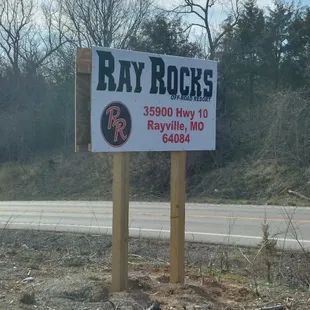 RAY ROCKS
OFF-ROAD RESORT
RR
35900 Hwy 10
Rayville, MO
64084